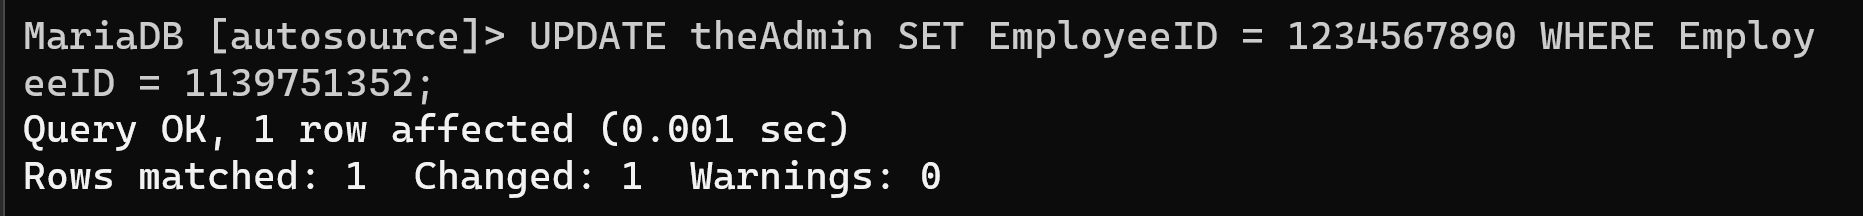 MariaDB [autosource]> UPDATE theAdmin SET EmployeeID = 1234567890 WHERE Employ
eeID = 1139751352;
Query OK, 1 row affected (0.001 sec)
Rows matched: 1  Changed: 1  Warnings: 0